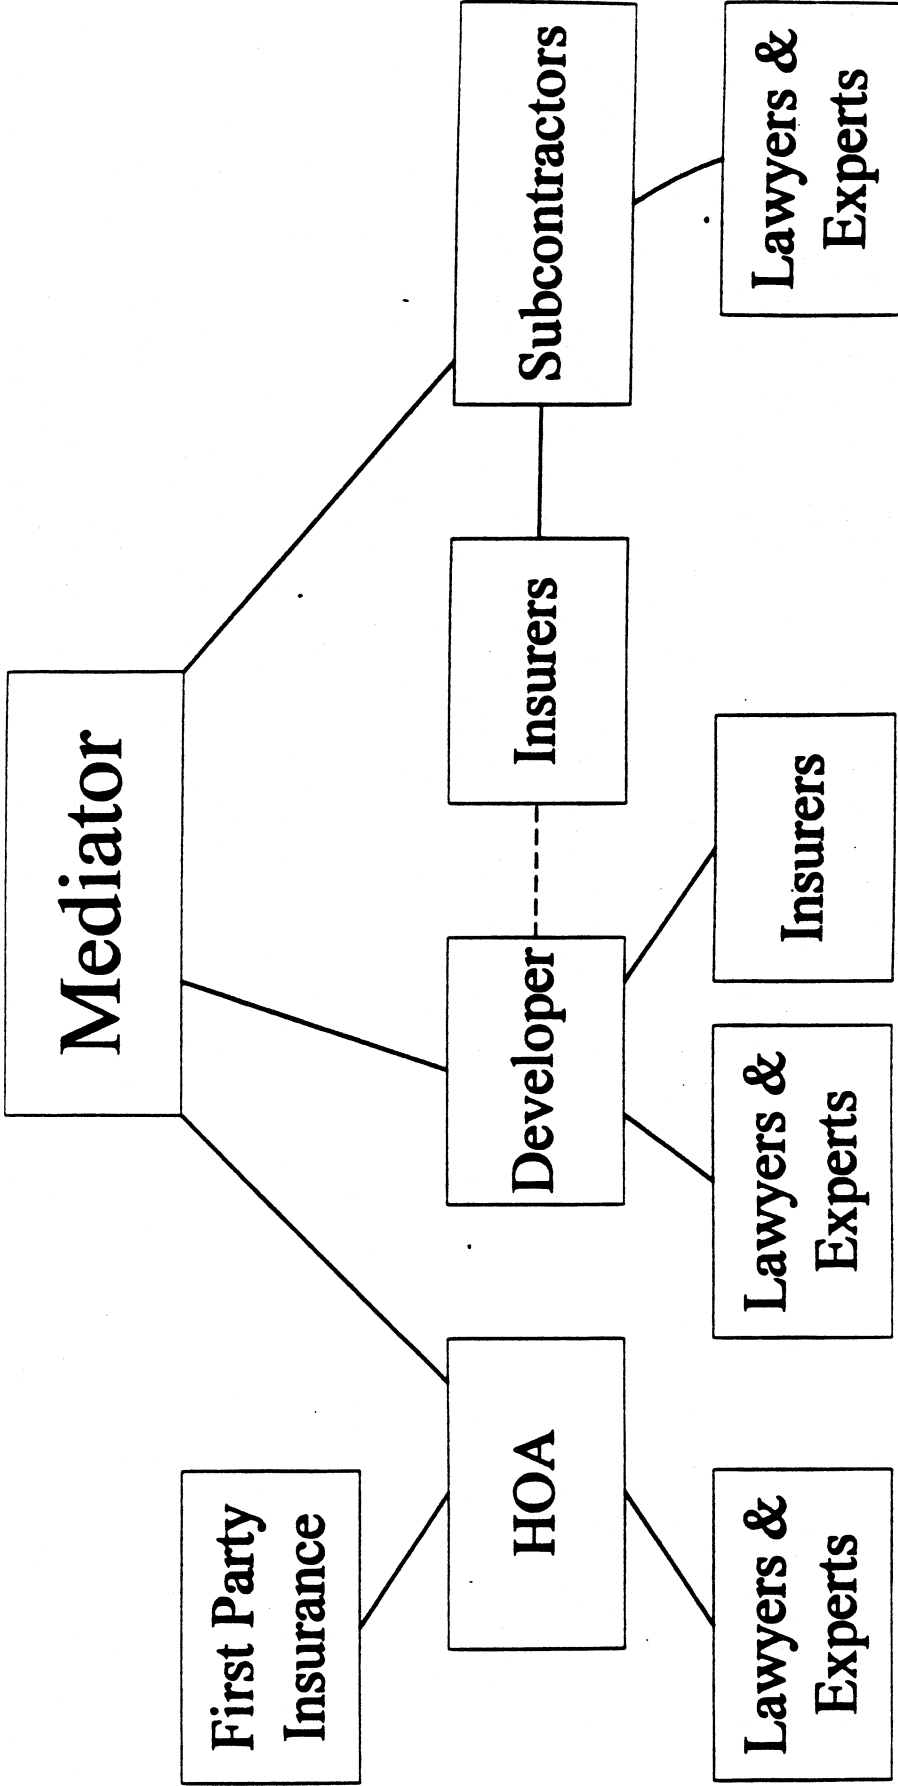 Mediator
First Party
Insurance
HOA
Developer
Insurers
Subcontractors
Lawyers &
Experts
Lawyers &
Experts
Insurers
Lawyers &
Experts